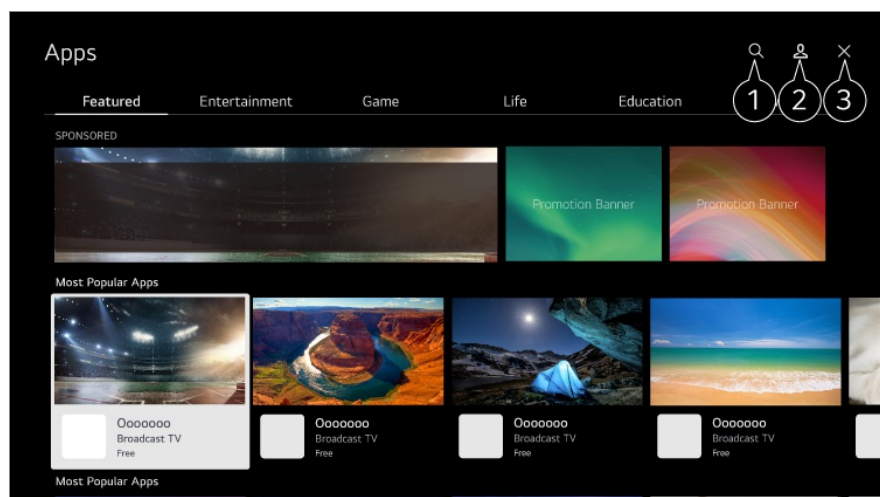 Apps
Featured Entertainment Game Life Education
1 2 3
SPONSORED
Promotion Banner Promotion Banner
Most Popular Apps
Ooooooo Ooooooo Ooooooo Ooooooo
Broadcast TV Broadcast TV Broadcast TV Broadcast TV
Free Free Free Free
Most Popular Apps